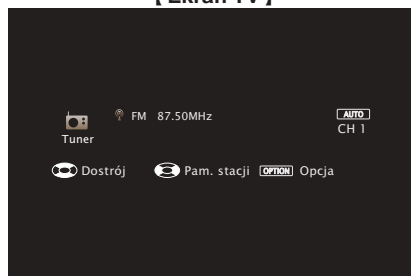 【 Ekran TV 】
FM 87.50MHz
AUTO
CH 1
Tuner
Dostrój Pam. stacji OPTION Opcja